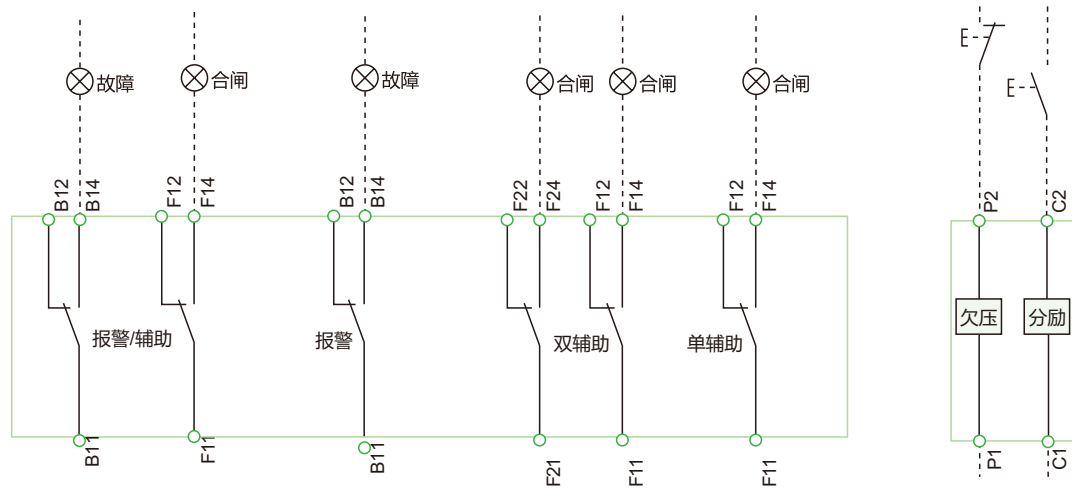 故障
合闸
故障
合闸
合闸
合闸
B12
B14
F12
F14
B12
B14
F22
F24
F12
F14
F12
F14
P2
C2
报警/辅助
报警
双辅助
单辅助
欠压
分励
B11
F11
B11
F21
F11
F11
P1
C1